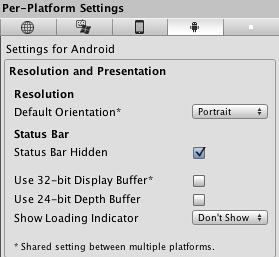 Per-Platform Settings
Settings for Android
Resolution and Presentation
Resolution
Default Orientation* Portrait
Status Bar
Status Bar Hidden
Use 32-bit Display Buffer*
Use 24-bit Depth Buffer
Show Loading Indicator Don't Show
* Shared setting between multiple platforms.